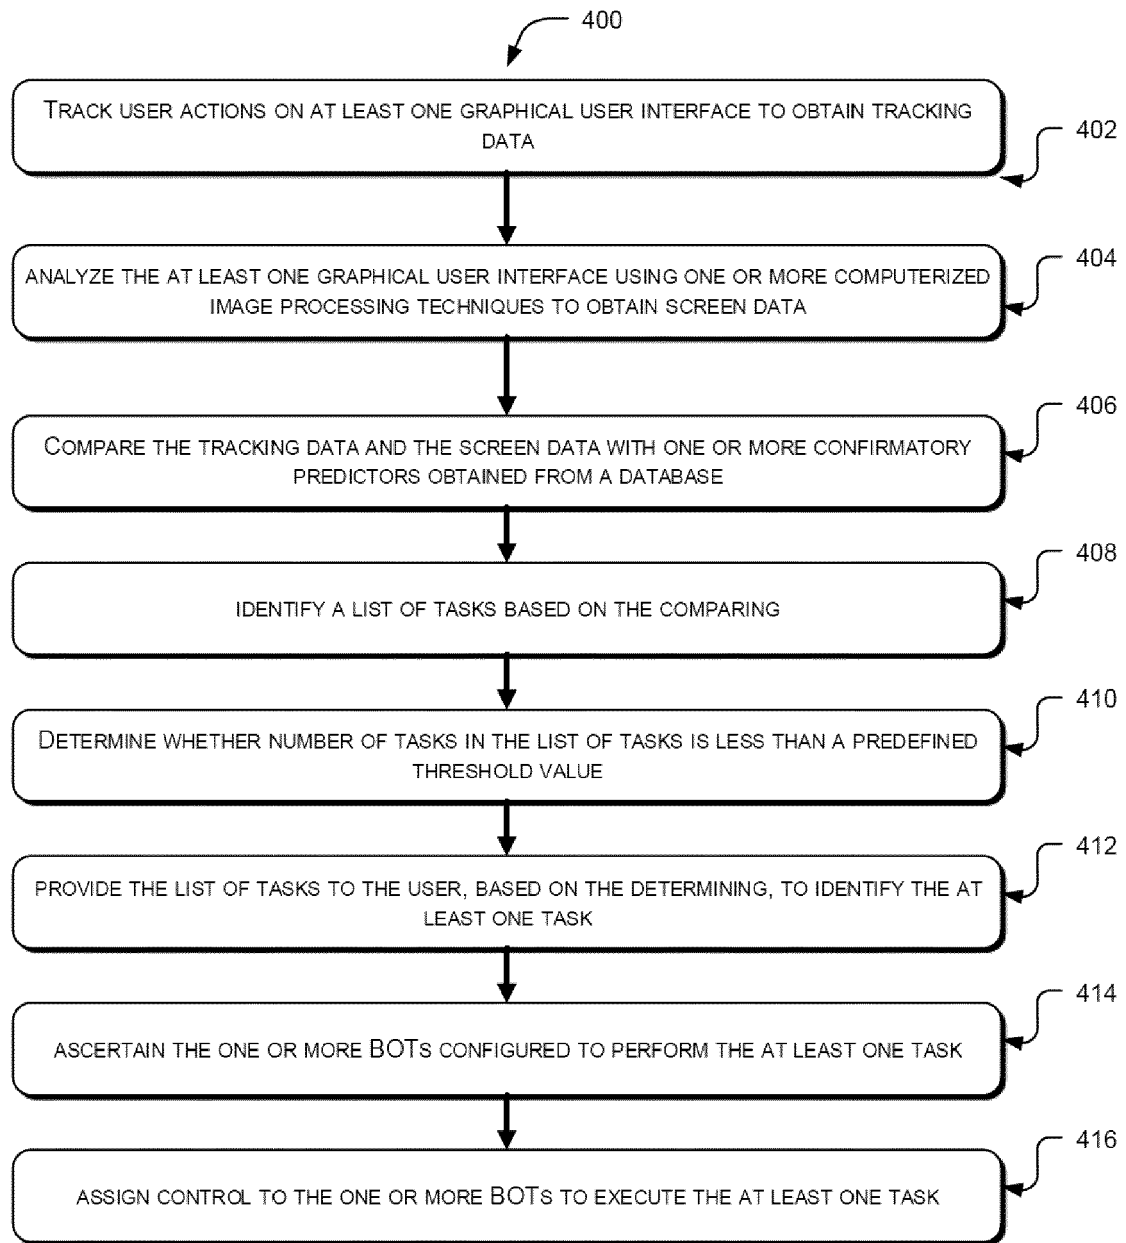 400
TRACK USER ACTIONS ON AT LEAST ONE GRAPHICAL USER INTERFACE TO OBTAIN TRACKING
DATA
402
ANALYZE THE AT LEAST ONE GRAPHICAL USER INTERFACE USING ONE OR MORE COMPUTERIZED
IMAGE PROCESSING TECHNIQUES TO OBTAIN SCREEN DATA
404
COMPARE THE TRACKING DATA AND THE SCREEN DATA WITH ONE OR MORE CONFIRMATORY
PREDICTORS OBTAINED FROM A DATABASE
406
IDENTIFY A LIST OF TASKS BASED ON THE COMPARING
408
DETERMINE WHETHER NUMBER OF TASKS IN THE LIST OF TASKS IS LESS THAN A PREDEFINED
THRESHOLD VALUE
410
PROVIDE THE LIST OF TASKS TO THE USER, BASED ON THE DETERMINING, TO IDENTIFY THE AT
LEAST ONE TASK
412
ASCERTAIN THE ONE OR MORE BOTS CONFIGURED TO PERFORM THE AT LEAST ONE TASK
414
ASSIGN CONTROL TO THE ONE OR MORE BOTS TO EXECUTE THE AT LEAST ONE TASK
416